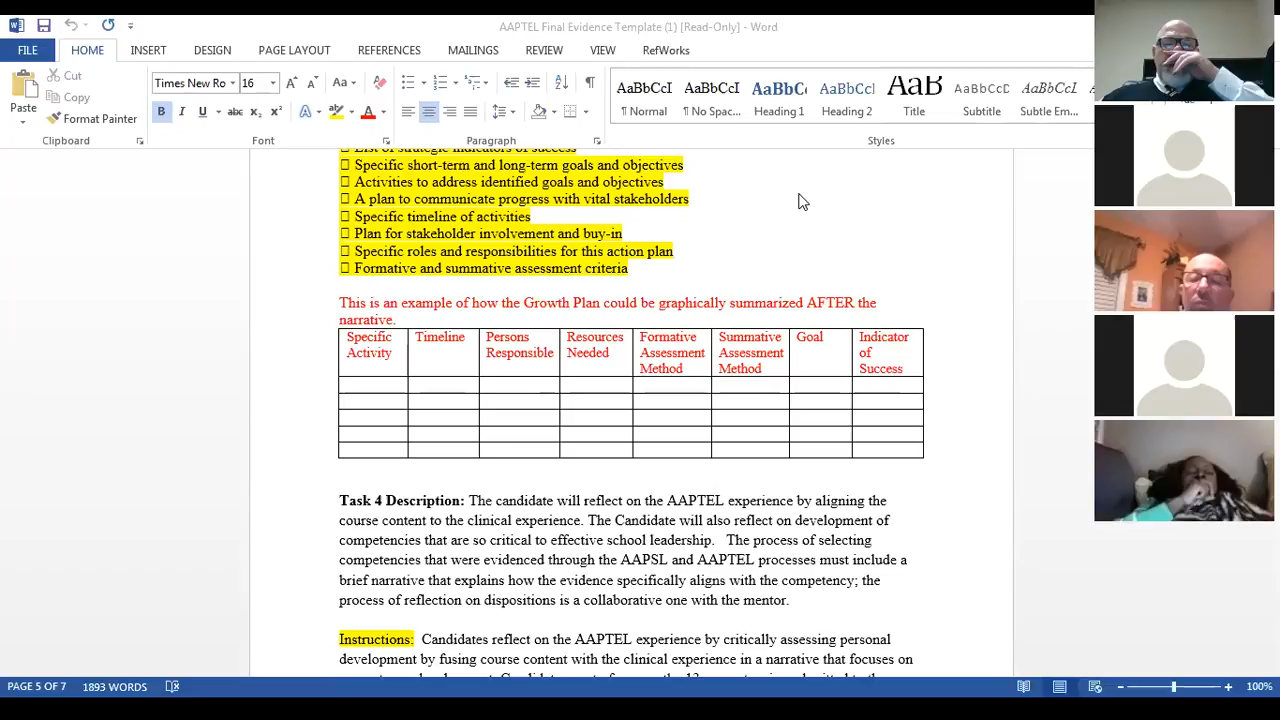 AAPTEL Final Evidence Template (1) [Read-Only] - Word
FILE HOME INSERT DESIGN PAGE LAYOUT REFERENCES MAILINGS REVIEW VIEW RefWorks
Paste
Cut
Copy
Format Painter
Times New Ro 16
AaBbCcI AaBbCcI AaBbCc AaBbCcI AaB AaBbCcD AaBbCcI
¶ Normal ¶ No Spac... Heading 1 Heading 2 Title Subtitle Subtle Em...
Clipboard Font Paragraph Styles
List of strategic indicators of success
Specific short-term and long-term goals and objectives
Activities to address identified goals and objectives
A plan to communicate progress with vital stakeholders
Specific timeline of activities
Plan for stakeholder involvement and buy-in
Specific roles and responsibilities for this action plan
Formative and summative assessment criteria
This is an example of how the Growth Plan could be graphically summarized AFTER the
narrative.
Specific Activity
Timeline
Persons Responsible
Resources Needed
Formative Assessment Method
Summative Assessment Method
Goal
Indicator of Success
Task 4 Description: The candidate will reflect on the AAPTEL experience by aligning the
course content to the clinical experience. The Candidate will also reflect on development of
competencies that are so critical to effective school leadership. The process of selecting
competencies that were evidenced through the AAPSL and AAPTEL processes must include a
brief narrative that explains how the evidence specifically aligns with the competency; the
process of reflection on dispositions is a collaborative one with the mentor.
Instructions: Candidates reflect on the AAPTEL experience by critically assessing personal
development by fusing course content with the clinical experience in a narrative that focuses on
PAGE 5 OF 7 1893 WORDS 100%